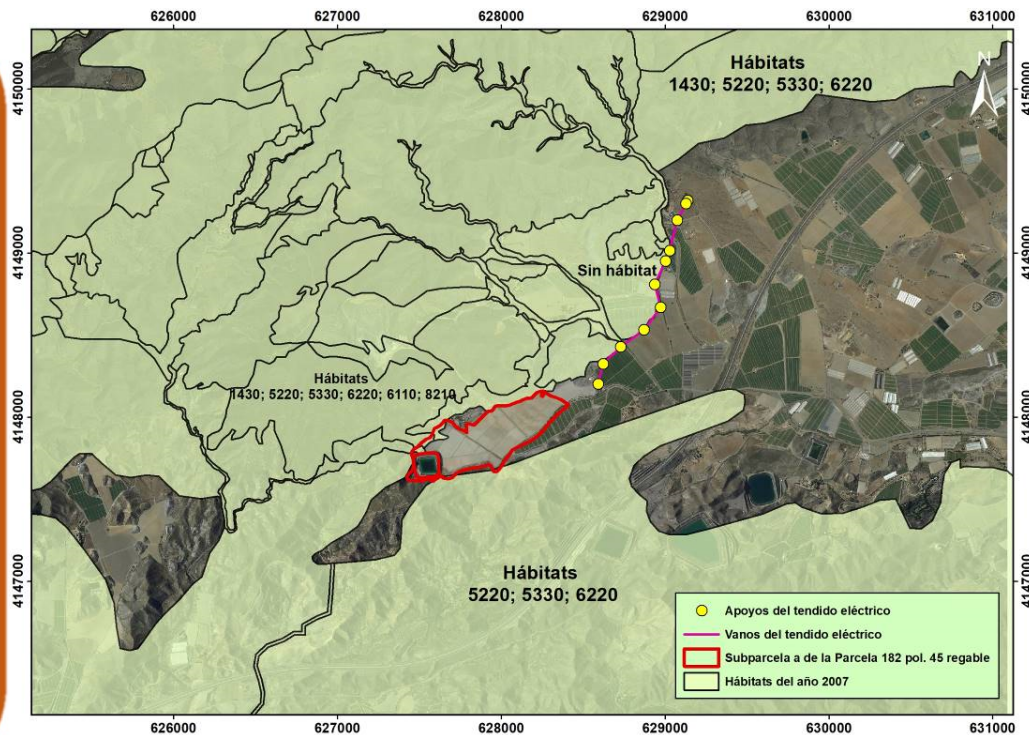 626000 627000 628000 629000 630000 631000
4150000
4149000
4148000
4147000
4150000
4149000
4148000
4147000
N
Hábitats
1430; 5220; 5330; 6220
Sin hábitat
Hábitats
1430; 5220; 5330; 6220; 6110; 8210
Hábitats
5220; 5330; 6220
Apoyos del tendido eléctrico
Vanos del tendido eléctrico
Subparcela a de la Parcela 182 pol. 45 regable
Hábitats del año 2007
626000 627000 628000 629000 630000 631000